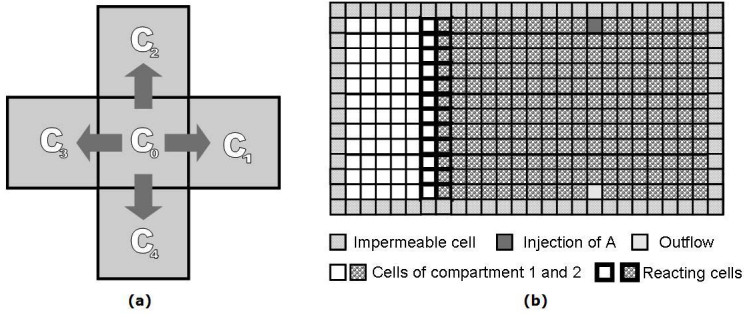 (a)
C2
C3 C0 C1
C4
(a)
(b)
Impermeable cell Injection of A Outflow
Cells of compartment 1 and 2 Reacting cells
(b)